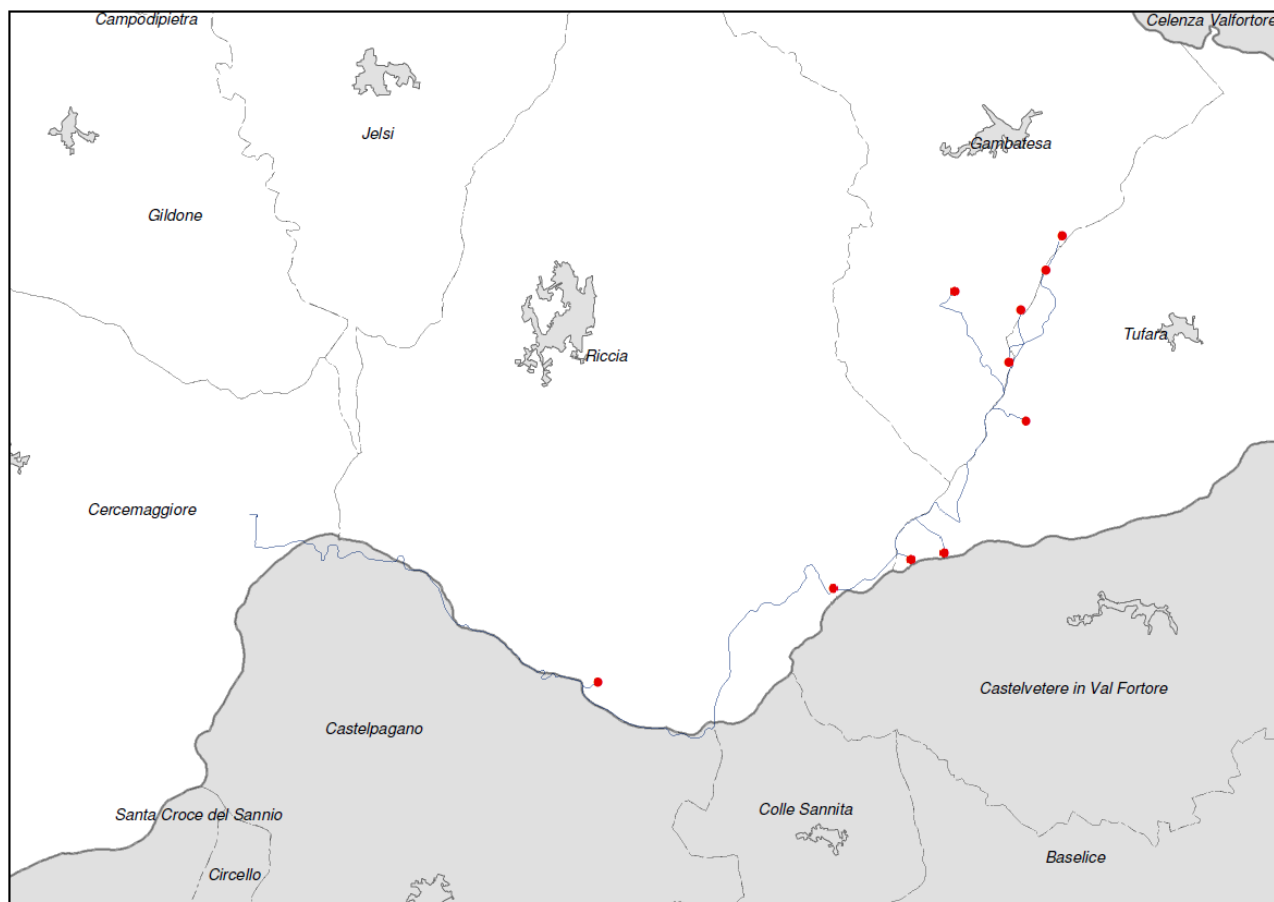 Campodipietra
Celenza Valfortore
Jelsi
Gambatesa
Gildone
Tufara
Riccia
Cercemaggiore
Castelvetere in Val Fortore
Castelpagano
Colle Sannita
Santa Croce del Sannio
Baselice
Circello